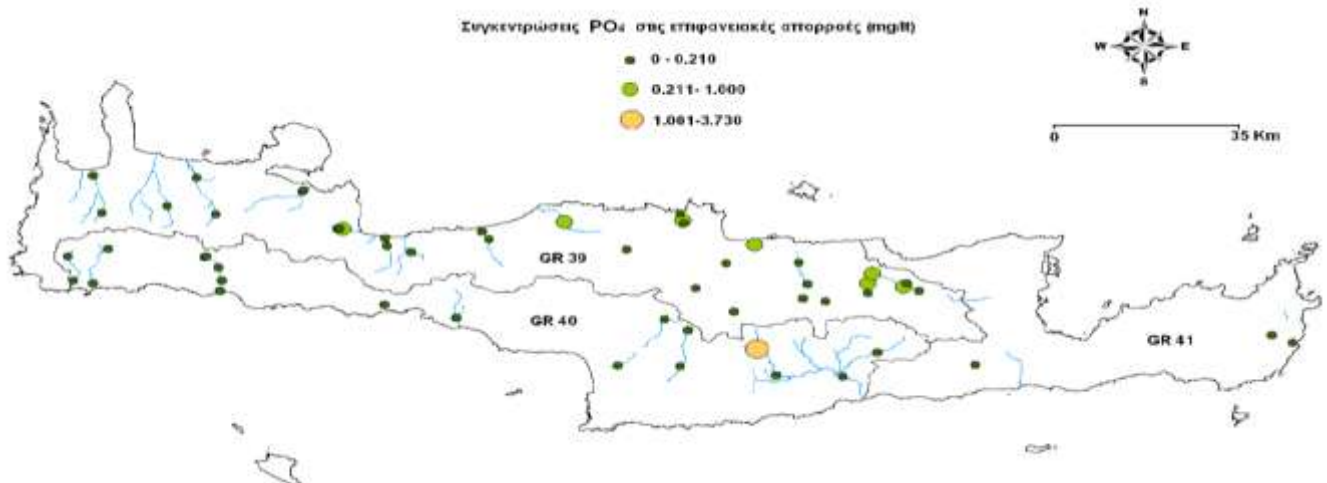 Συγκεντρώσεις PO₄ στις επιφανειακές απορροές (mg/lt)
0 - 0.210
0.211- 1.000
1.001-3.730
N
W E
S
0 35 Km
GR 39
GR 40
GR 41